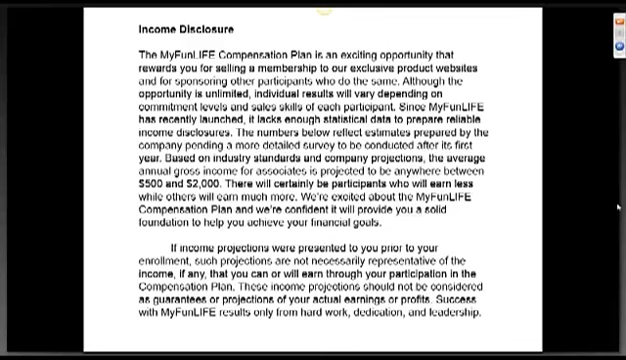 Income Disclosure
The MyFunLIFE Compensation Plan is an exciting opportunity that
rewards you for selling a membership to our exclusive product websites
and for sponsoring other participants who do the same. Although the
opportunity is unlimited, individual results will vary depending on
commitment levels and sales skills of each participant. Since MyFunLIFE
has recently launched, it lacks enough statistical data to prepare reliable
income disclosures. The numbers below reflect estimates prepared by the
company pending a more detailed survey to be conducted after its first
year. Based on industry standards and company projections, the average
annual gross income for associates is projected to be anywhere between
$500 and $2,000. There will certainly be participants who will earn less
while others will earn much more. We're excited about the MyFunLIFE
Compensation Plan and we're confident it will provide you a solid
foundation to help you achieve your financial goals.
If income projections were presented to you prior to your
enrollment, such projections are not necessarily representative of the
income, if any, that you can or will earn through your participation in the
Compensation Plan. These income projections should not be considered
as guarantees or projections of your actual earnings or profits. Success
with MyFunLIFE results only from hard work, dedication, and leadership.